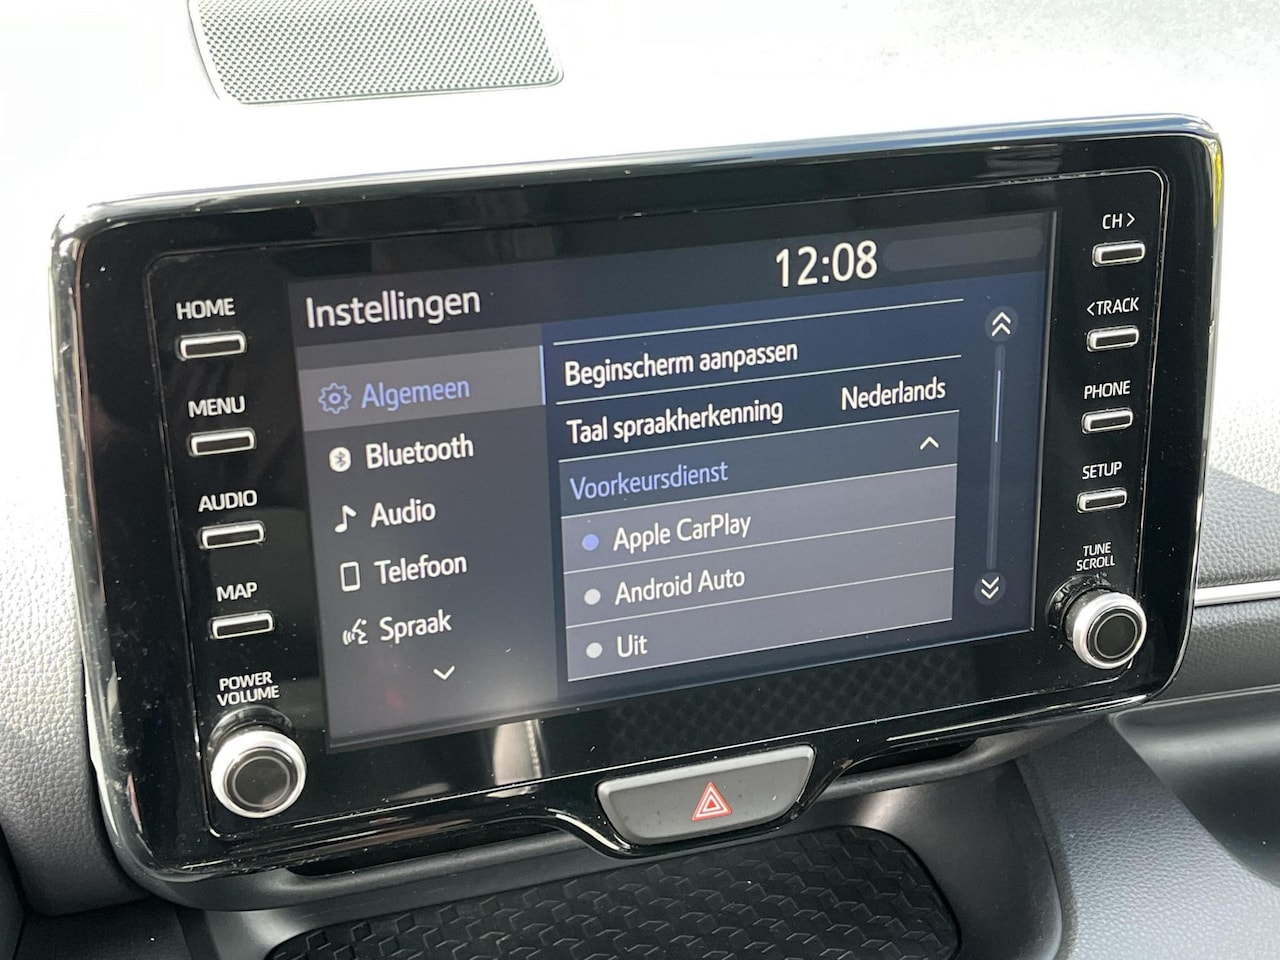 Instellingen
12:08
Algemeen
Bluetooth
Audio
Telefoon
Spraak
Beginscherm aanpassen
Taal spraakherkenning Nederlands
Voorkeursdienst
Apple CarPlay
Android Auto
Uit
HOME
MENU
AUDIO
MAP
POWER
VOLUME
CH >
< TRACK
PHONE
SETUP
TUNE
SCROLL